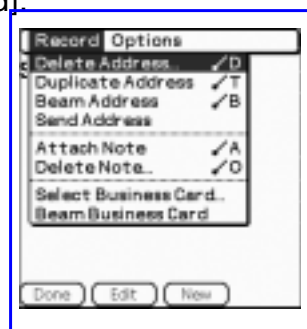 Record Options
Delete Address.. /D
Duplicate Address /T
Beam Address /B
Send Address
Attach Note /A
Delete Note.. /O
Select Business Card..
Beam Business Card
Done Edit New